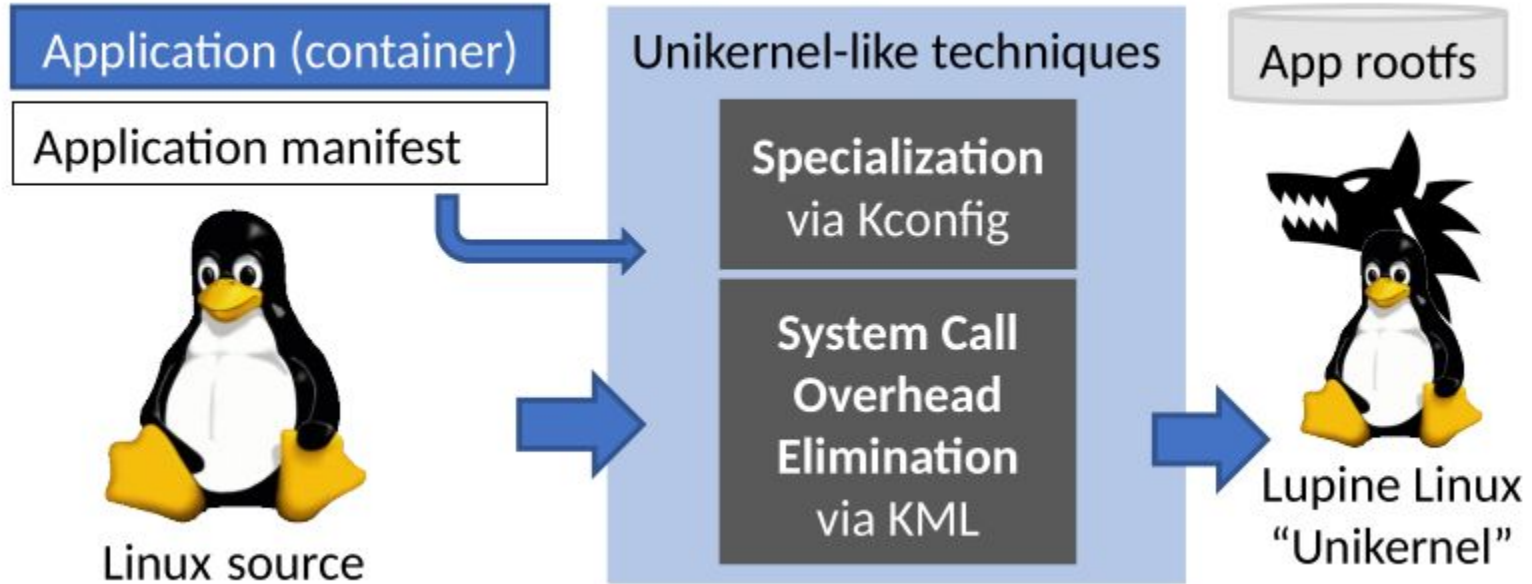 Application (container)
Application manifest
Linux source
Unikernel-like techniques
Specialization
via Kconfig
System Call
Overhead
Elimination
via KML
App rootfs
Lupine Linux
“Unikernel”